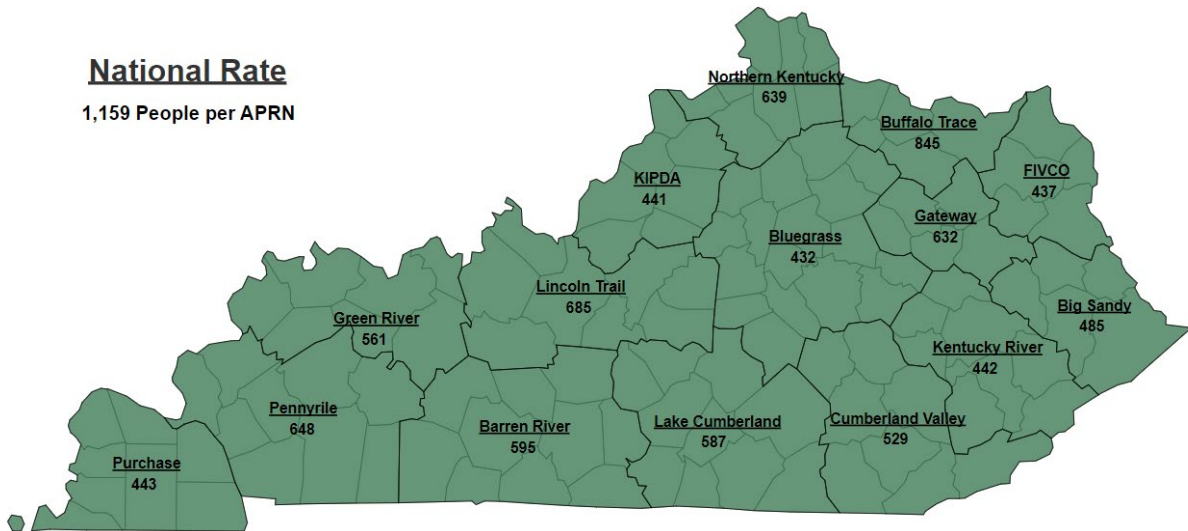 National Rate
1,159 People per APRN
Northern Kentucky
639
Buffalo Trace
845
FIVCO
437
KIPDA
441
Gateway
632
Bluegrass
432
Lincoln Trail
685
Big Sandy
485
Green River
561
Kentucky River
442
Pennyrile
648
Barren River
595
Lake Cumberland
587
Cumberland Valley
529
Purchase
443